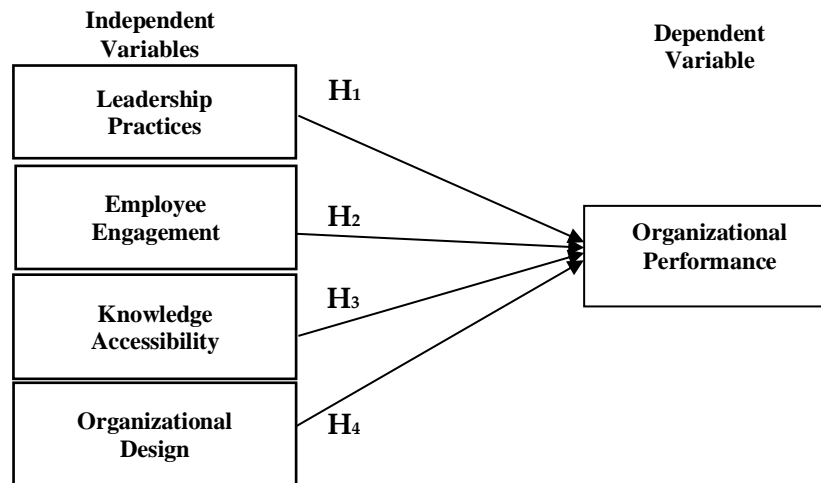 Independent
Variables
Dependent
Variable
Leadership
Practices
H1
Employee
Engagement
H2
Organizational
Performance
Knowledge
Accessibility
H3
Organizational
Design
H4